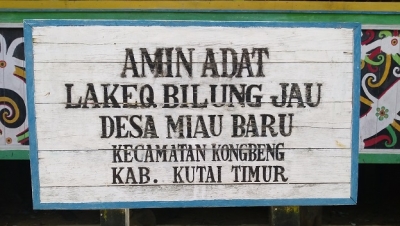 AMIN ADAT
LAKEQ BILUNG JAU
DESA MIAU BARU
KECAMATAN KONGBENG
KAB. KUTAI TIMUR